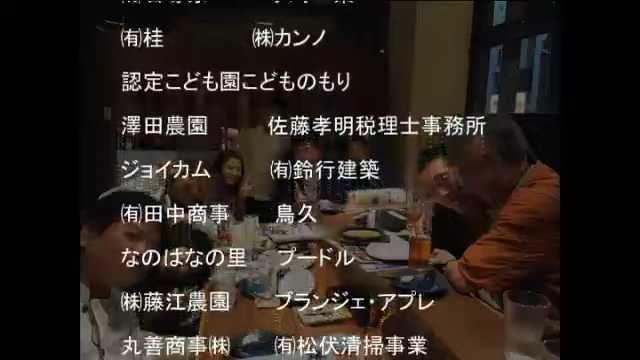 ㈲桂 ㈱カンノ
認定こども園こどものもり
澤田農園 佐藤孝明税理士事務所
ジョイカム ㈲鈴行建築
㈲田中商事 鳥久
なのはなの里 プードル
㈱藤江農園 ブランジェ・アプレ
丸善商事㈱ ㈲松伏清掃事業